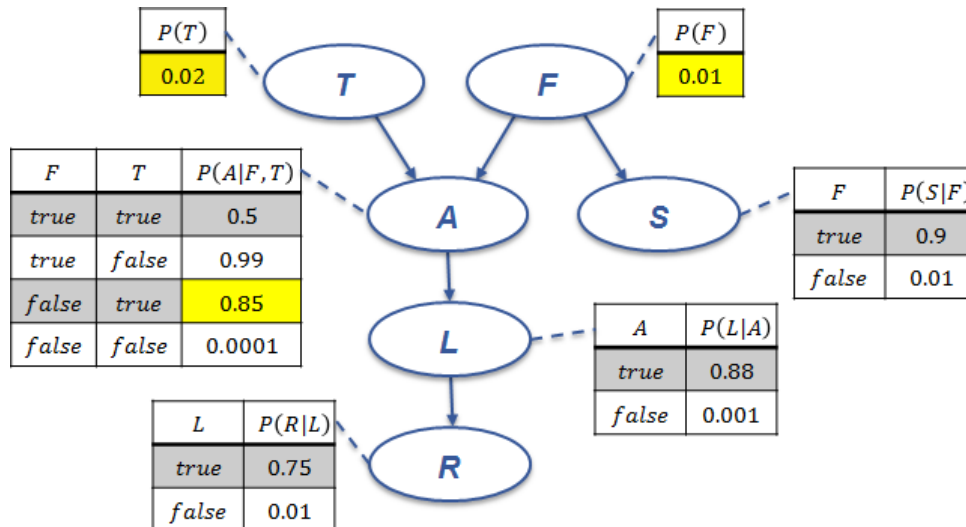 P(T)
0.02
T
F
P(F)
0.01
F T P(A|F,T)
true true 0.5
true false 0.99
false true 0.85
false false 0.0001
A
S
F P(S|F)
true 0.9
false 0.01
L
A P(L|A)
true 0.88
false 0.001
L P(R|L)
true 0.75
false 0.01
R